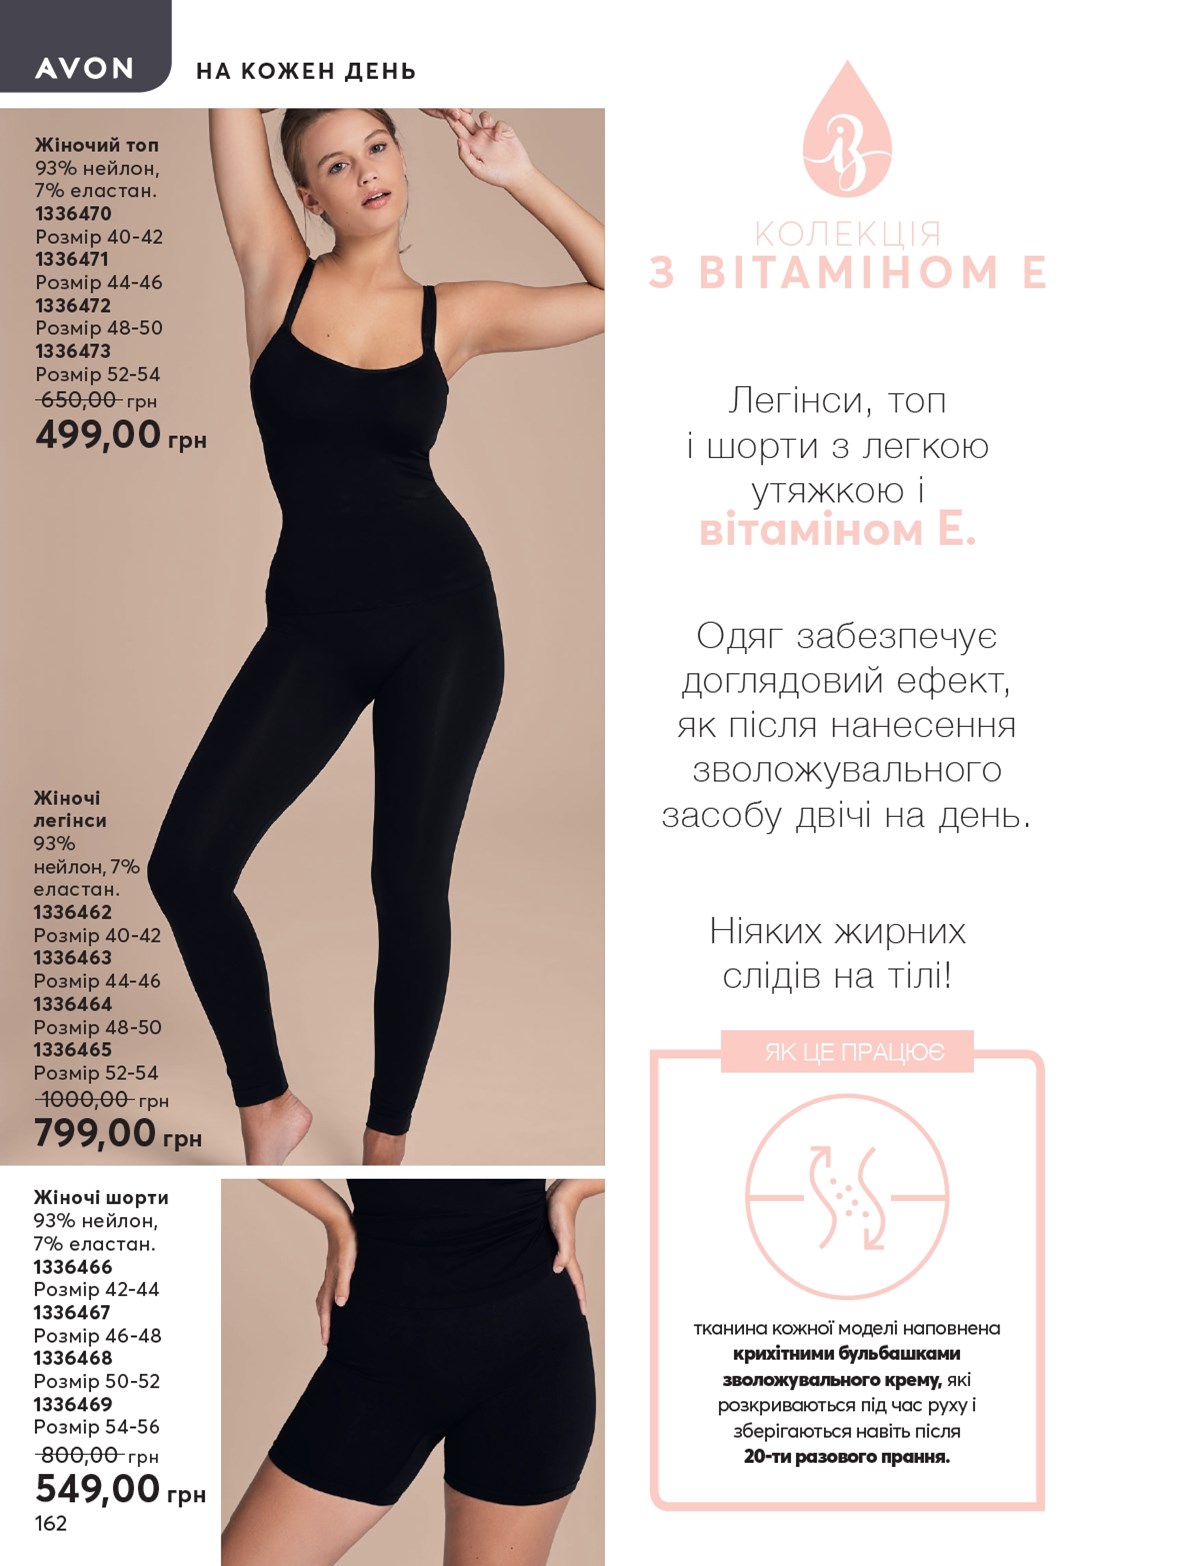 AVON
НА КОЖЕН ДЕНЬ
Жіночий топ
93% нейлон,
7% еластан.
1336470
Розмір 40-42
1336471
Розмір 44-46
1336472
Розмір 48-50
1336473
Розмір 52-54
650,00 грн
499,00 грн
Жіночі
легінси
93%
нейлон, 7%
еластан.
1336462
Розмір 40-42
1336463
Розмір 44-46
1336464
Розмір 48-50
1336465
Розмір 52-54
1000,00 грн
799,00 грн
Жіночі шорти
93% нейлон,
7% еластан.
1336466
Розмір 42-44
1336467
Розмір 46-48
1336468
Розмір 50-52
1336469
Розмір 54-56
800,00 грн
549,00 грн
162
із
КОЛЕКЦІЯ
З ВІТАМІНОМ Е
Легінси, топ
і шорти з легкою
утяжкою і
вітаміном Е.
Одяг забезпечує
доглядовий ефект,
як після нанесення
зволожувального
засобу двічі на день.
Ніяких жирних
слідів на тілі!
ЯК ЦЕ ПРАЦЮЄ
тканина кожної моделі наповнена
крихітними бульбашками
зволожувального крему, які
розкриваються під час руху і
зберігаються навіть після
20-ти разового прання.